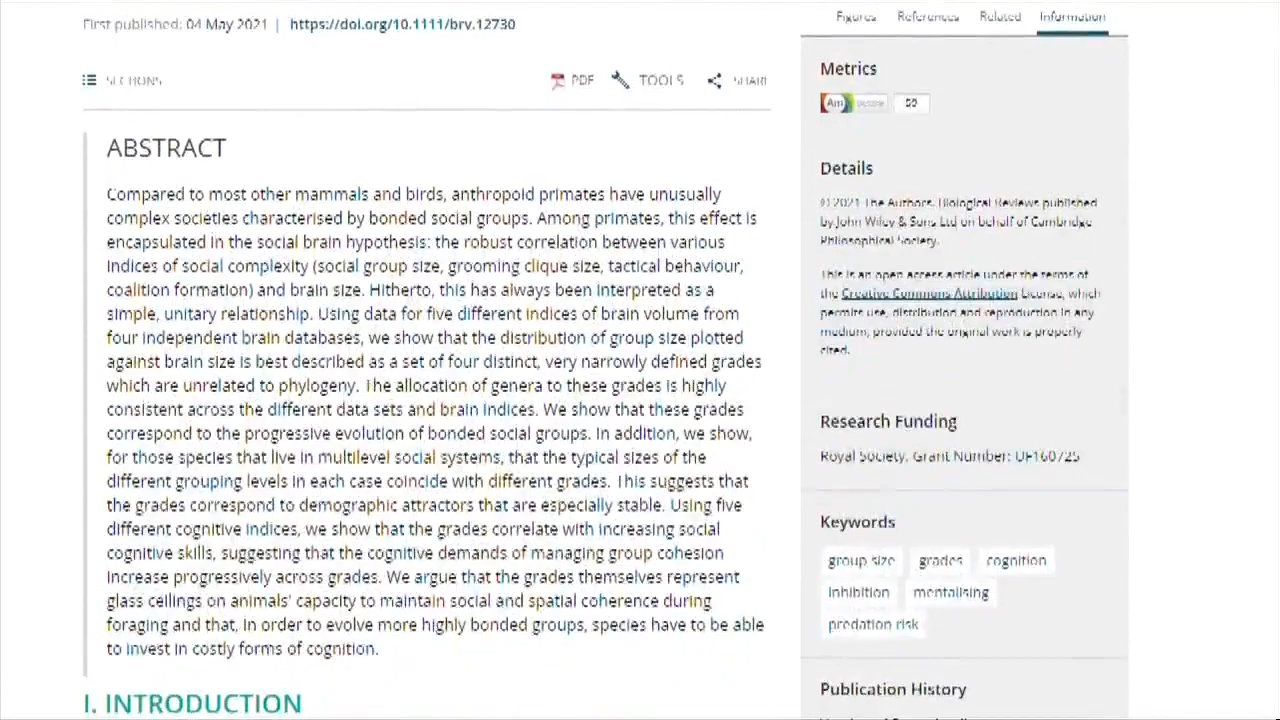 First published: 04 May 2021 | https://doi.org/10.1111/brv.12730
SECTIONS
PDF TOOLS SHARE
ABSTRACT
Compared to most other mammals and birds, anthropoid primates have unusually
complex societies characterised by bonded social groups. Among primates, this effect is
encapsulated in the social brain hypothesis: the robust correlation between various
indices of social complexity (social group size, grooming clique size, tactical behaviour,
coalition formation) and brain size. Hitherto, this has always been interpreted as a
simple, unitary relationship. Using data for five different indices of brain volume from
four independent brain databases, we show that the distribution of group size plotted
against brain size is best described as a set of four distinct, very narrowly defined grades
which are unrelated to phylogeny. The allocation of genera to these grades is highly
consistent across the different data sets and brain indices. We show that these grades
correspond to the progressive evolution of bonded social groups. In addition, we show,
for those species that live in multilevel social systems, that the typical sizes of the
different grouping levels in each case coincide with different grades. This suggests that
the grades correspond to demographic attractors that are especially stable. Using five
different cognitive indices, we show that the grades correlate with increasing social
cognitive skills, suggesting that the cognitive demands of managing group cohesion
increase progressively across grades. We argue that the grades themselves represent
glass ceilings on animals' capacity to maintain social and spatial coherence during
foraging and that, in order to evolve more highly bonded groups, species have to be able
to invest in costly forms of cognition.
I. INTRODUCTION
Figures References Related Information
Metrics
Am
Details
© 2021 The Authors. Biological Reviews published
by John Wiley & Sons Ltd on behalf of Cambridge
Philosophical Society.
This is an open access article under the terms of
the Creative Commons Attribution License, which
permits use, distribution and reproduction in any
medium, provided the original work is properly
cited.
Research Funding
Royal Society. Grant Number: UF160725
Keywords
group size grades cognition
inhibition mentalising
predation risk
Publication History